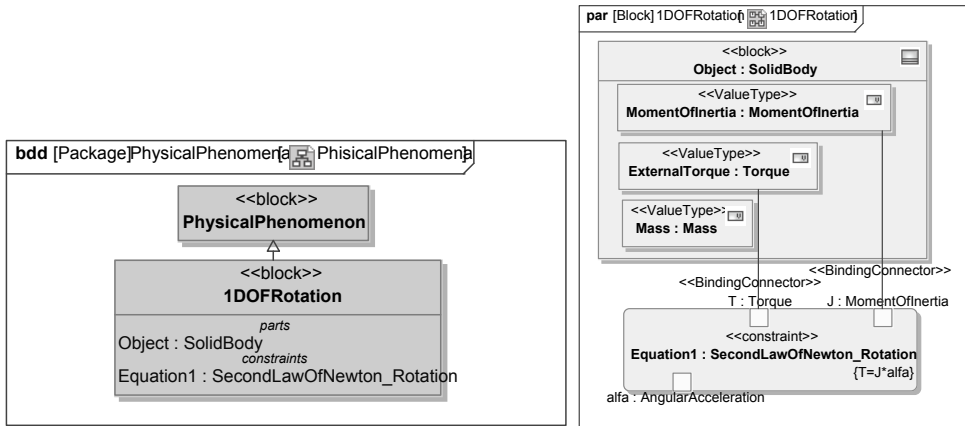 bdd [Package]PhysicalPhenomena[ PhisicalPhenomena]
<<block>>
PhysicalPhenomenon
<<block>>
1DOFRotation
parts
Object : SolidBody
constraints
Equation1 : SecondLawOfNewton_Rotation
par [Block] 1DOFRotation[ 1DOFRotation]
<<block>>
Object : SolidBody
<<ValueType>>
MomentOfInertia : MomentOfInertia
<<ValueType>>
ExternalTorque : Torque
<<ValueType>>
Mass : Mass
<<BindingConnector>>
<<BindingConnector>>
T : Torque J : MomentOfInertia
<<constraint>>
Equation1 : SecondLawOfNewton_Rotation
{T=J*alfa}
alfa : AngularAcceleration